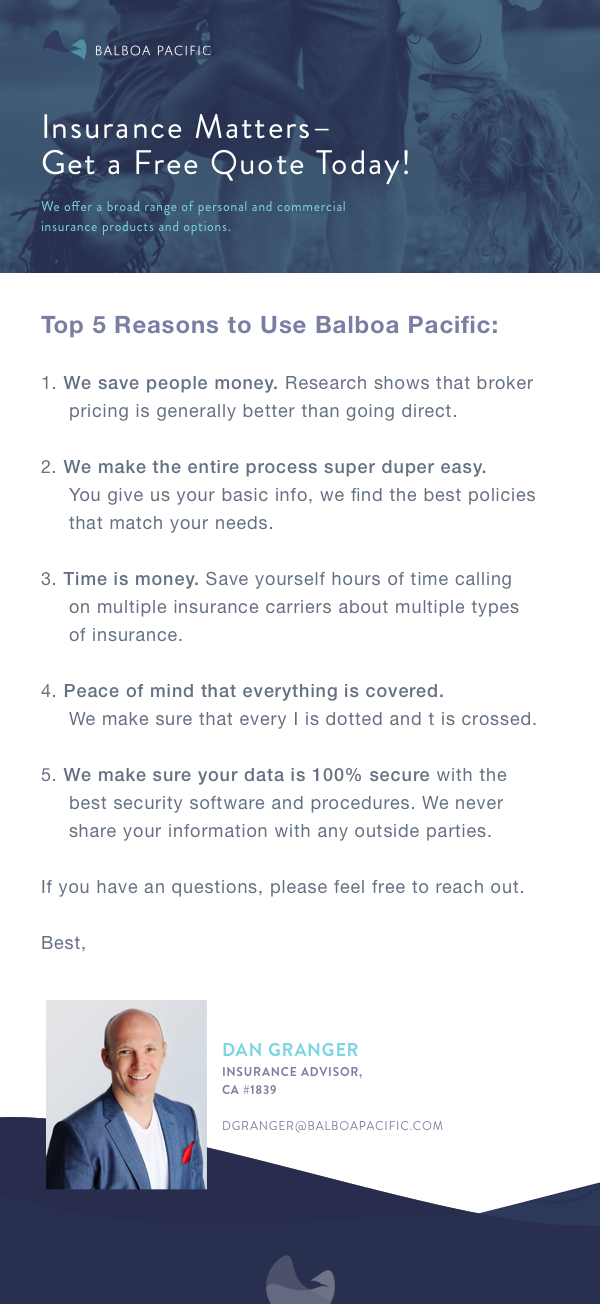 BALBOA PACIFIC
Insurance Matters–
Get a Free Quote Today!
We offer a broad range of personal and commercial
insurance products and options.
Top 5 Reasons to Use Balboa Pacific:
1. We save people money. Research shows that broker
pricing is generally better than going direct.
2. We make the entire process super duper easy.
You give us your basic info, we find the best policies
that match your needs.
3. Time is money. Save yourself hours of time calling
on multiple insurance carriers about multiple types
of insurance.
4. Peace of mind that everything is covered.
We make sure that every I is dotted and t is crossed.
5. We make sure your data is 100% secure with the
best security software and procedures. We never
share your information with any outside parties.
If you have an questions, please feel free to reach out.
Best,
DAN GRANGER
INSURANCE ADVISOR,
CA #1839
DGRANGER@BALBOAPACIFIC.COM